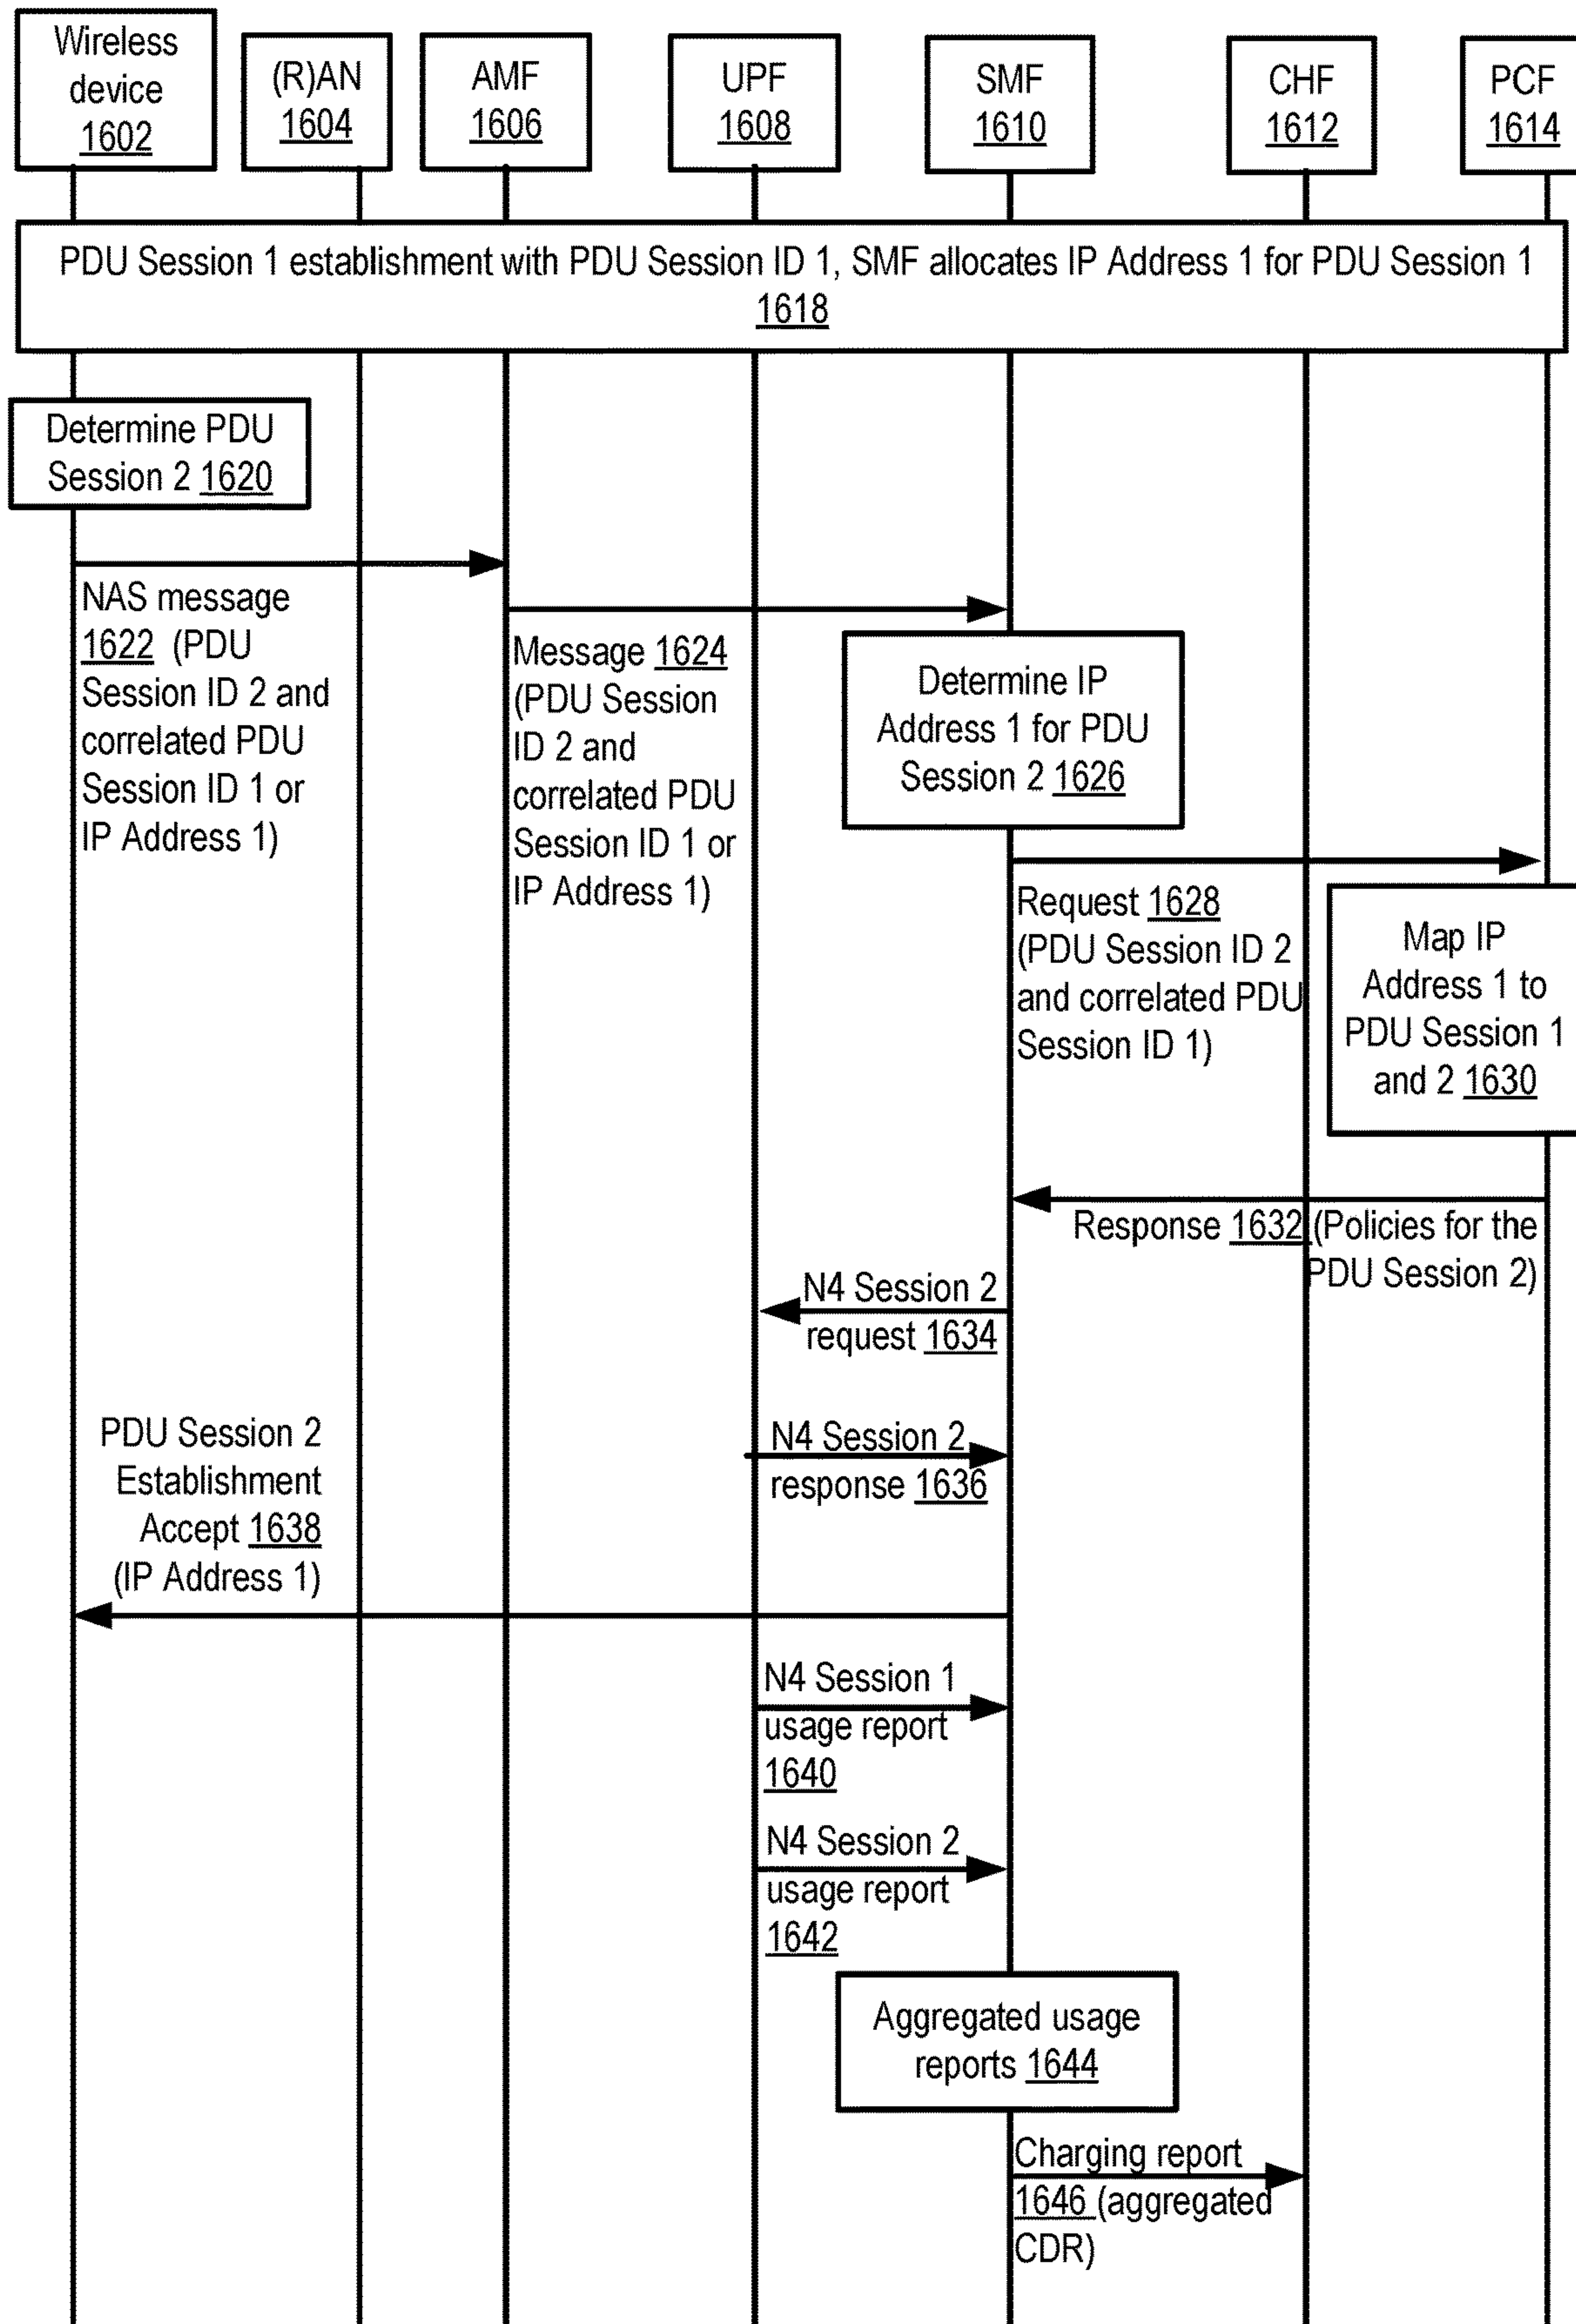 Wireless
device
1602
(R)AN
1604
AMF
1606
UPF
1608
SMF
1610
CHF
1612
PCF
1614
PDU Session 1 establishment with PDU Session ID 1, SMF allocates IP Address 1 for PDU Session 1
1618
Determine PDU
Session 2 1620
NAS message
1622 (PDU
Session ID 2 and
correlated PDU
Session ID 1 or
IP Address 1)
Message 1624
(PDU Session
ID 2 and
correlated PDU
Session ID 1 or
IP Address 1)
Determine IP
Address 1 for PDU
Session 2 1626
Request 1628
(PDU Session ID 2
and correlated PDU
Session ID 1)
Map IP
Address 1 to
PDU Session 1
and 2 1630
Response 1632 (Policies for the
PDU Session 2)
N4 Session 2
request 1634
N4 Session 2
response 1636
PDU Session 2
Establishment
Accept 1638
(IP Address 1)
N4 Session 1
usage report
1640
N4 Session 2
usage report
1642
Aggregated usage
reports 1644
Charging report
1646 (aggregated
CDR)